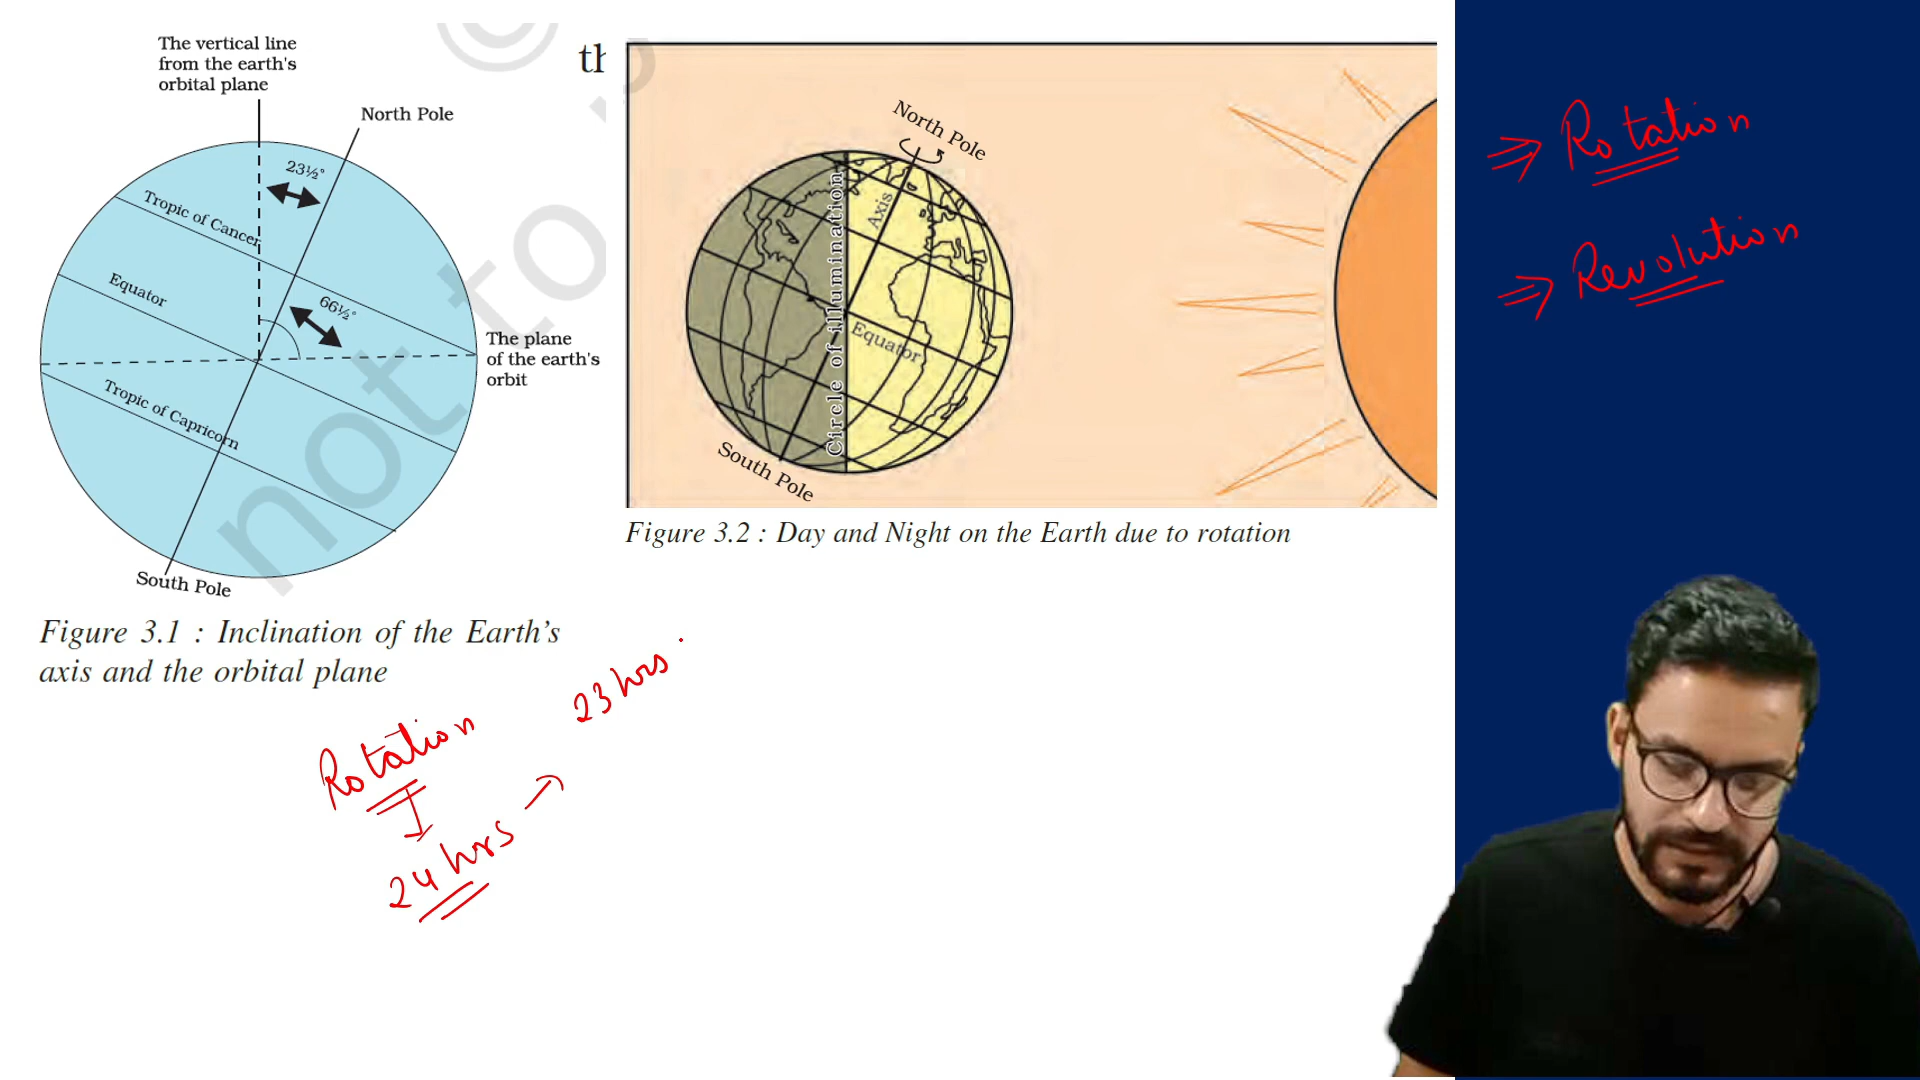 The vertical line
from the earth's
orbital plane
North Pole
23½°
Tropic of Cancer
Equator
66½°
The plane
of the earth's
orbit
Tropic of Capricorn
South Pole
not to
Figure 3.1 : Inclination of the Earth's
axis and the orbital plane
©
th
North Pole
Axis
Circle of illumination
Equator
South Pole
Figure 3.2 : Day and Night on the Earth due to rotation
⇒ Rotation
⇒ Revolution
Rotation
24 hrs →
23 hrs